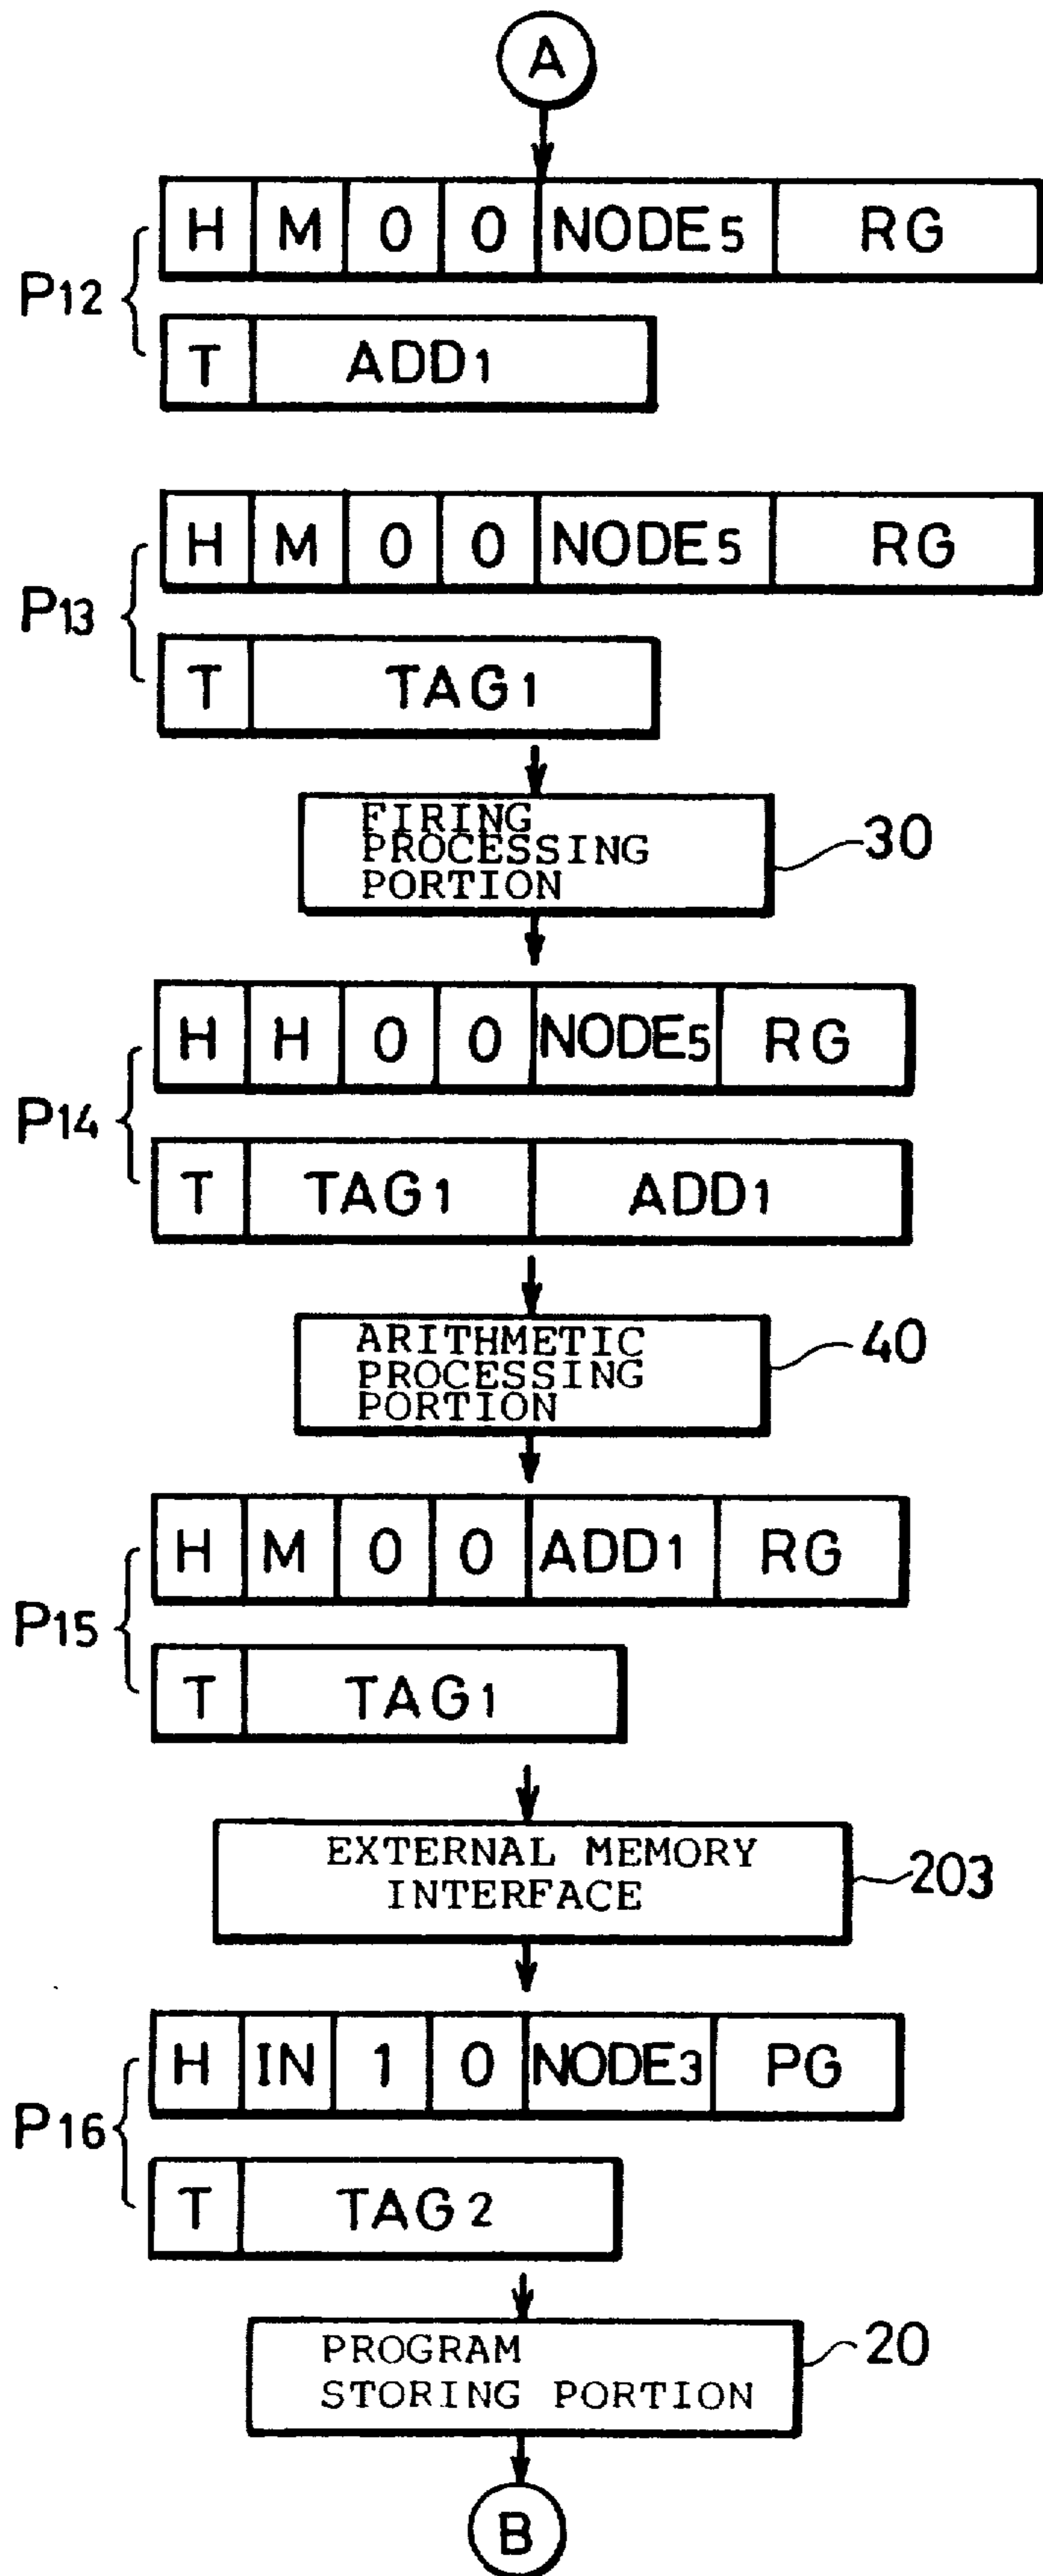 A
H M 0 0 NODE5 RG
P12
T ADD1
H M 0 0 NODE5 RG
P13
T TAG1
FIRING
PROCESSING
PORTION
30
H H 0 0 NODE5 RG
P14
T TAG1 ADD1
ARITHMETIC
PROCESSING
PORTION
40
H M 0 0 ADD1 RG
P15
T TAG1
EXTERNAL MEMORY
INTERFACE
203
H IN 1 0 NODE3 PG
P16
T TAG2
PROGRAM
STORING PORTION
20
B